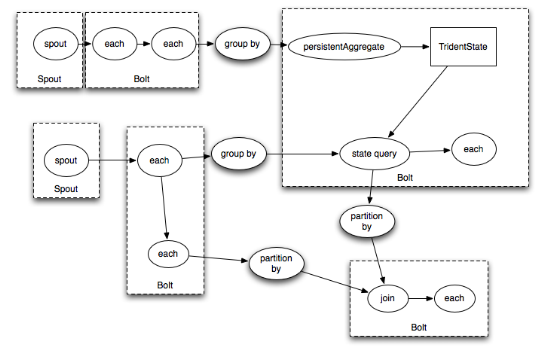 spout
each
each
group by
persistentAggregate
TridentState
Spout
Bolt
spout
each
group by
state query
each
Spout
Bolt
partition
by
each
partition
by
Bolt
join
each
Bolt